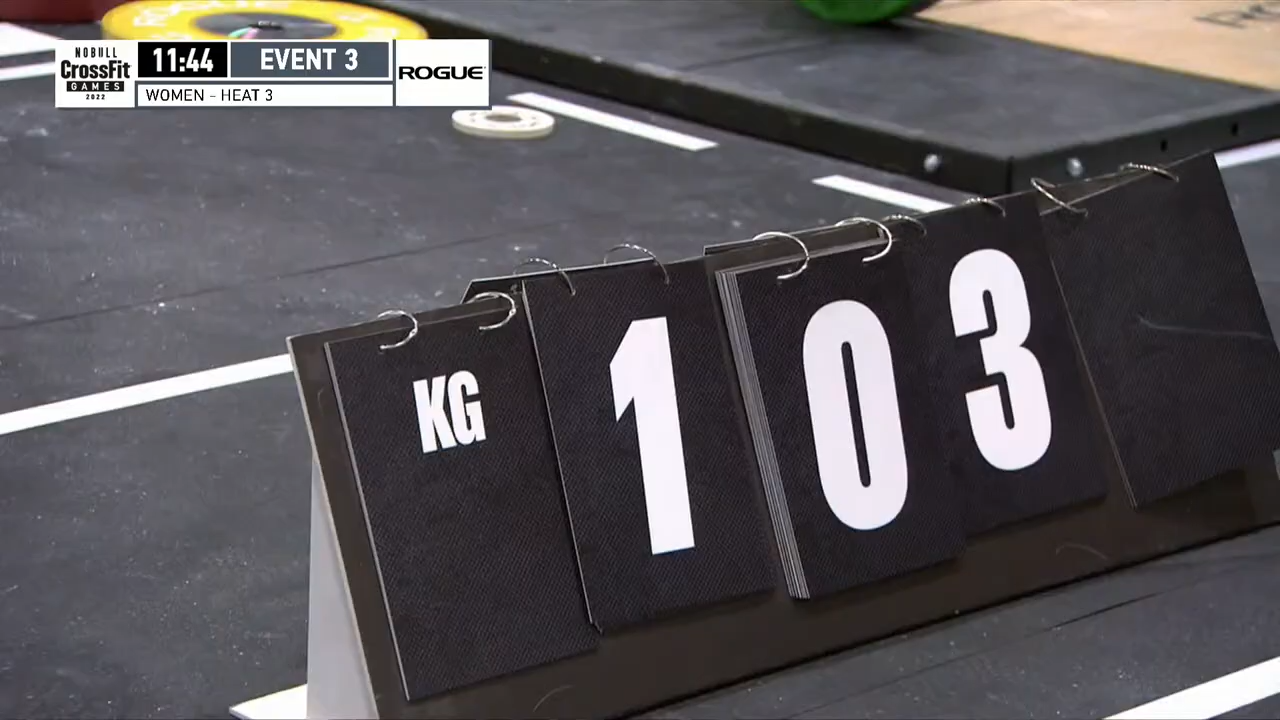 NOBULL
CrossFit
GAMES
2022
11:44
EVENT 3
ROGUE
WOMEN - HEAT 3
KG 1 0 3